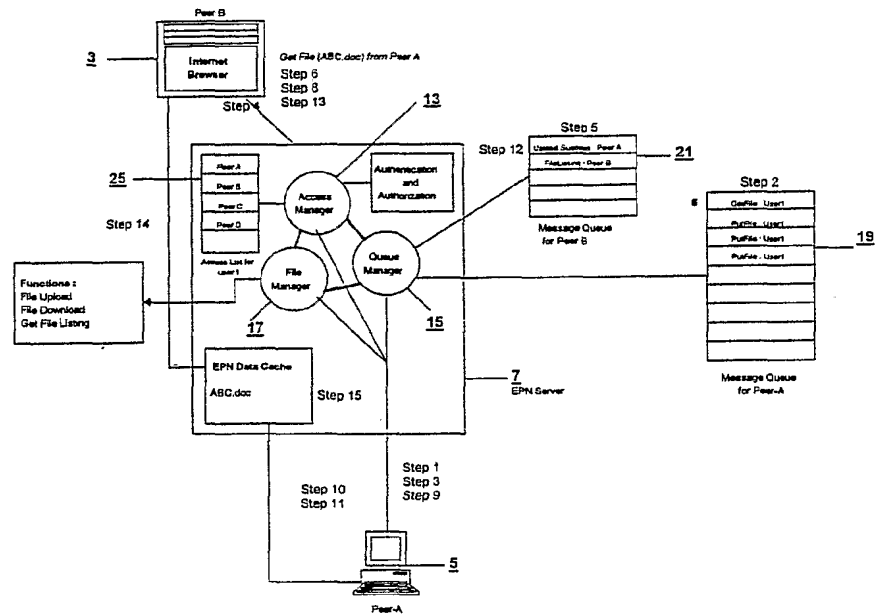 Peer B
3
Internet
Browser
Get File (ABC.doc) from Peer A
Step 6
Step 8
Step 13
Step 4
13
Step 5
Step 12
Peer A
FileListing - Peer B
21
Message Queue
for Peer B
Step 2
GetFile - User1
PutFile - User1
PutFile - User1
PutFile - User1
19
Message Queue
for Peer-A
25
Peer A
Peer B
Peer C
Peer D
Access List for
user1
Access
Manager
Authentication
and
Authorization
Step 14
File
Manager
Queue
Manager
17
15
Functions :
File Upload
File Download
Get File Listing
EPN Data Cache
ABC.doc
Step 15
7
EPN Server
Step 1
Step 3
Step 9
Step 10
Step 11
5
Peer-A